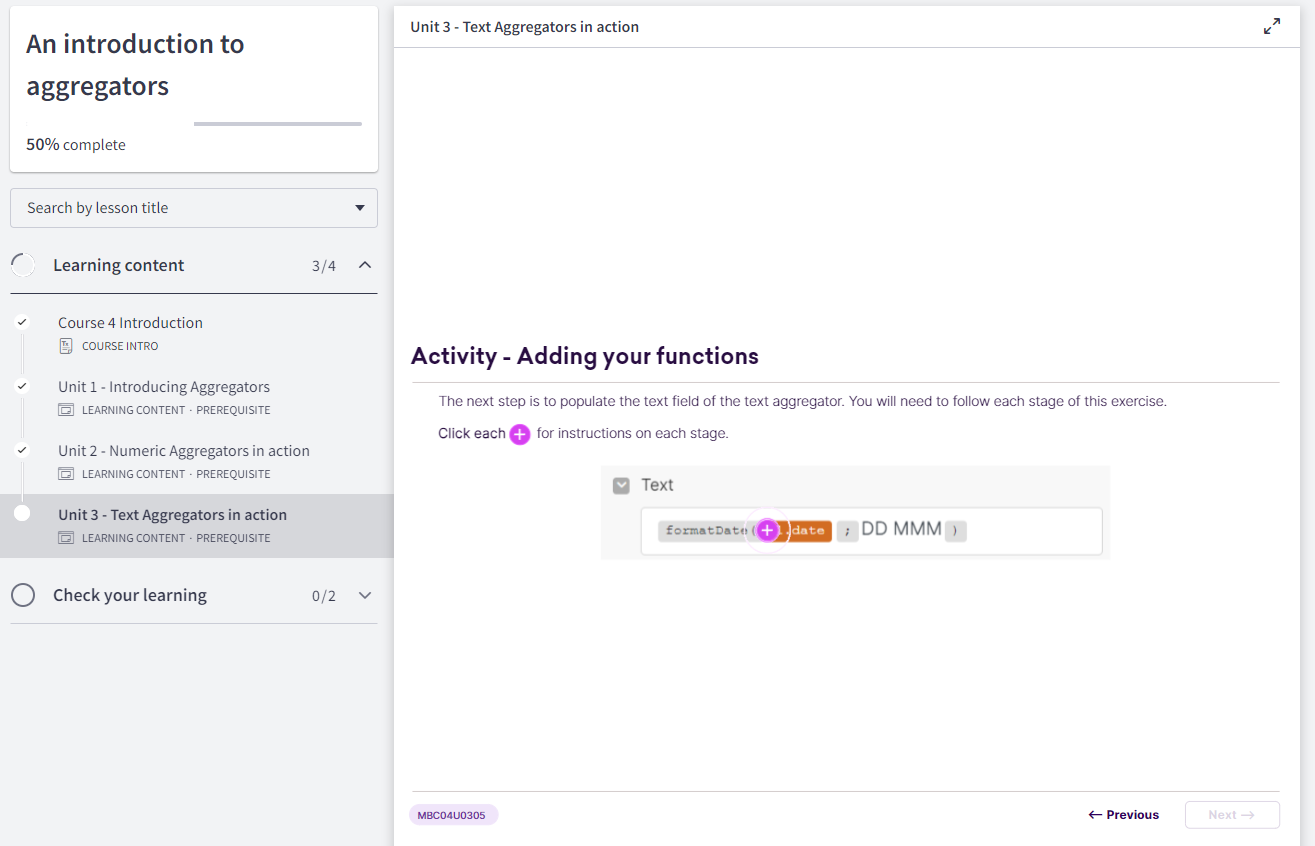 An introduction to
aggregators
50% complete
Search by lesson title
Learning content 3/4
Course 4 Introduction
COURSE INTRO
Unit 1 - Introducing Aggregators
LEARNING CONTENT · PREREQUISITE
Unit 2 - Numeric Aggregators in action
LEARNING CONTENT · PREREQUISITE
Unit 3 - Text Aggregators in action
LEARNING CONTENT · PREREQUISITE
Check your learning 0/2
Unit 3 - Text Aggregators in action
Activity - Adding your functions
The next step is to populate the text field of the text aggregator. You will need to follow each stage of this exercise.
Click each + for instructions on each stage.
Text
formatDate( .date ; DD MMM )
MBC04U0305
← Previous
Next →